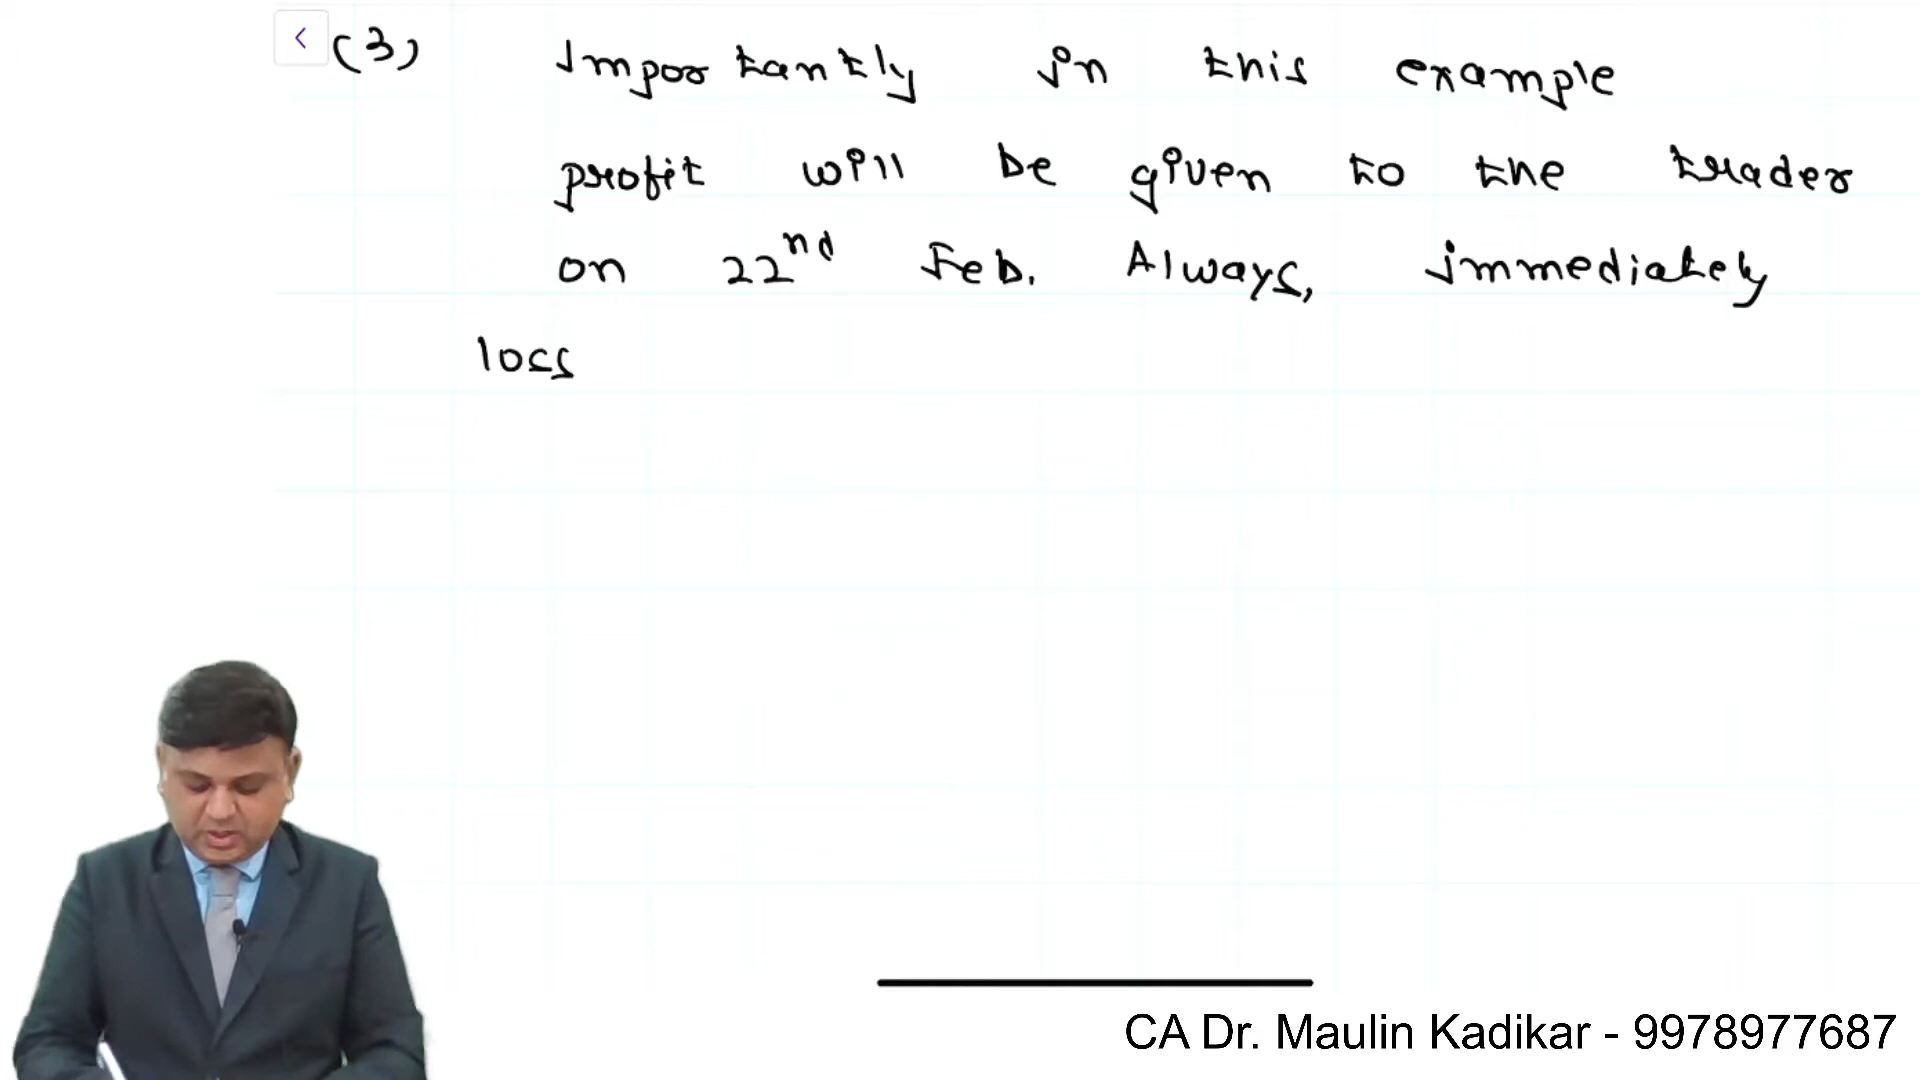 (3) Importantly in this example
profit will be given to the trader
on 22nd Feb. Always, immediately
loss
CA Dr. Maulin Kadikar - 9978977687